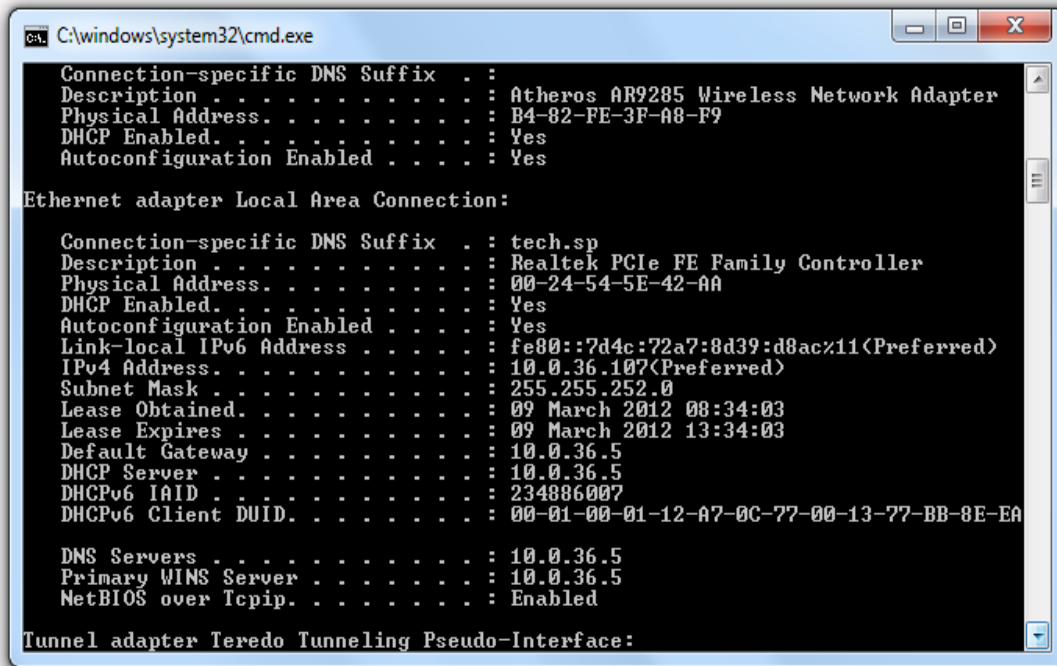 C:\windows\system32\cmd.exe
Connection-specific DNS Suffix . :
Description . . . . . . . . . . . : Atheros AR9285 Wireless Network Adapter
Physical Address. . . . . . . . . : B4-82-FE-3F-A8-F9
DHCP Enabled. . . . . . . . . . . : Yes
Autoconfiguration Enabled . . . . : Yes
Ethernet adapter Local Area Connection:
Connection-specific DNS Suffix . : tech.sp
Description . . . . . . . . . . . : Realtek PCIe FE Family Controller
Physical Address. . . . . . . . . : 00-24-54-5E-42-AA
DHCP Enabled. . . . . . . . . . . : Yes
Autoconfiguration Enabled . . . . : Yes
Link-local IPv6 Address . . . . . : fe80::7d4c:72a7:8d39:d8ac%11(Preferred)
IPv4 Address. . . . . . . . . . . : 10.0.36.107(Preferred)
Subnet Mask . . . . . . . . . . . : 255.255.252.0
Lease Obtained. . . . . . . . . . : 09 March 2012 08:34:03
Lease Expires . . . . . . . . . . : 09 March 2012 13:34:03
Default Gateway . . . . . . . . . : 10.0.36.5
DHCP Server . . . . . . . . . . . : 10.0.36.5
DHCPv6 IAID . . . . . . . . . . . : 234886007
DHCPv6 Client DUID. . . . . . . . : 00-01-00-01-12-A7-0C-77-00-13-77-BB-8E-EA
DNS Servers . . . . . . . . . . . : 10.0.36.5
Primary WINS Server . . . . . . . : 10.0.36.5
NetBIOS over Tcpip. . . . . . . . : Enabled
Tunnel adapter Teredo Tunneling Pseudo-Interface: